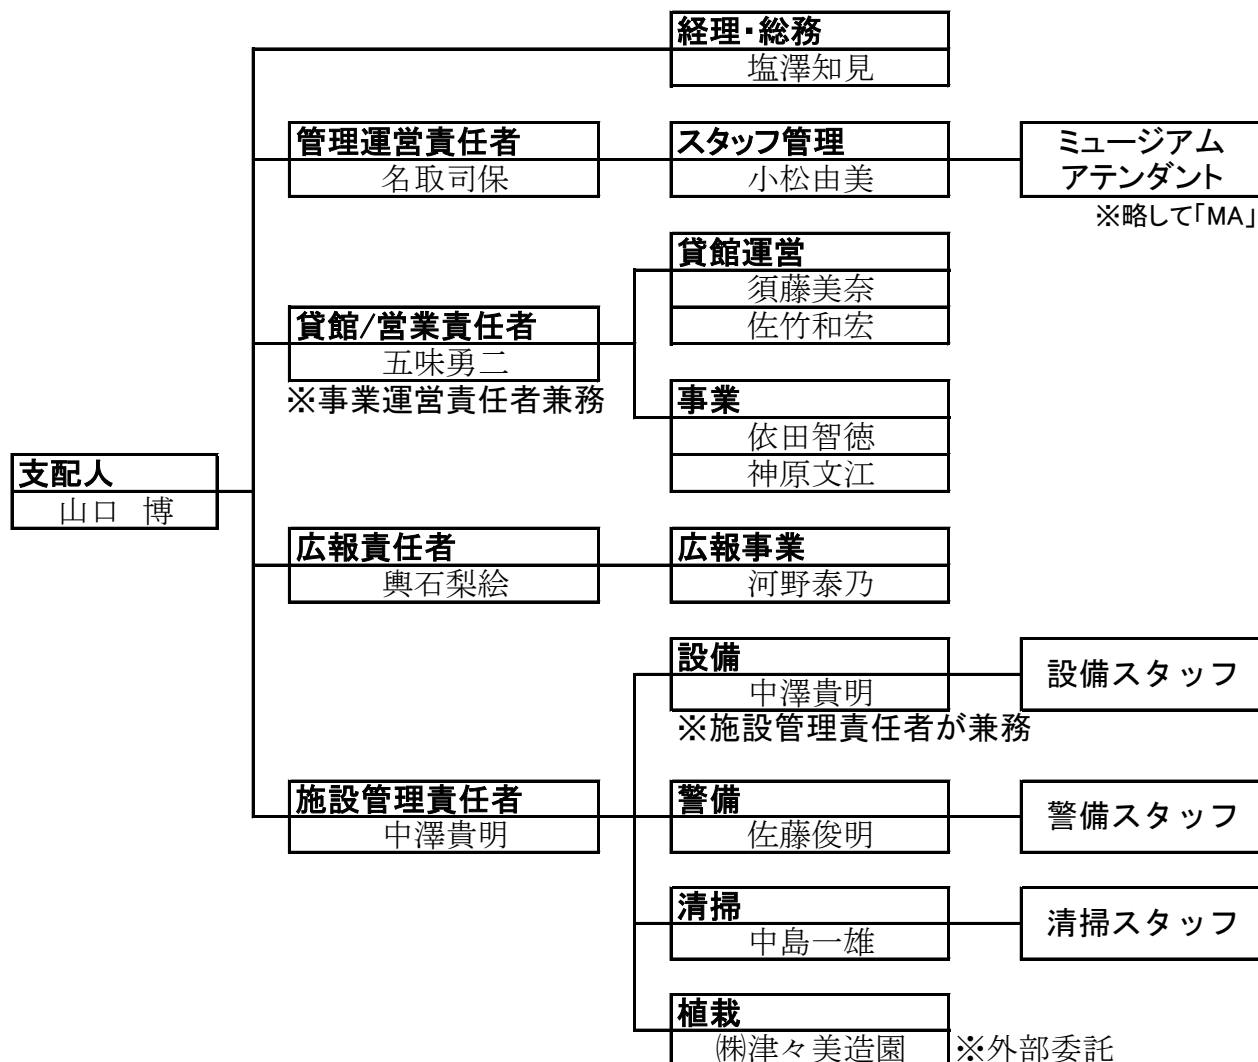 経理・総務
塩澤知見
管理運営責任者
名取司保
スタッフ管理
小松由美
ミュージアム
アテンダント
※略して「MA」
貸館運営
須藤美奈
佐竹和宏
貸館/営業責任者
五味勇二
※事業運営責任者兼務
事業
依田智徳
神原文江
支配人
山口 博
広報責任者
輿石梨絵
広報事業
河野泰乃
設備
中澤貴明
※施設管理責任者が兼務
設備スタッフ
施設管理責任者
中澤貴明
警備
佐藤俊明
警備スタッフ
清掃
中島一雄
清掃スタッフ
植栽
㈱津々美造園
※外部委託